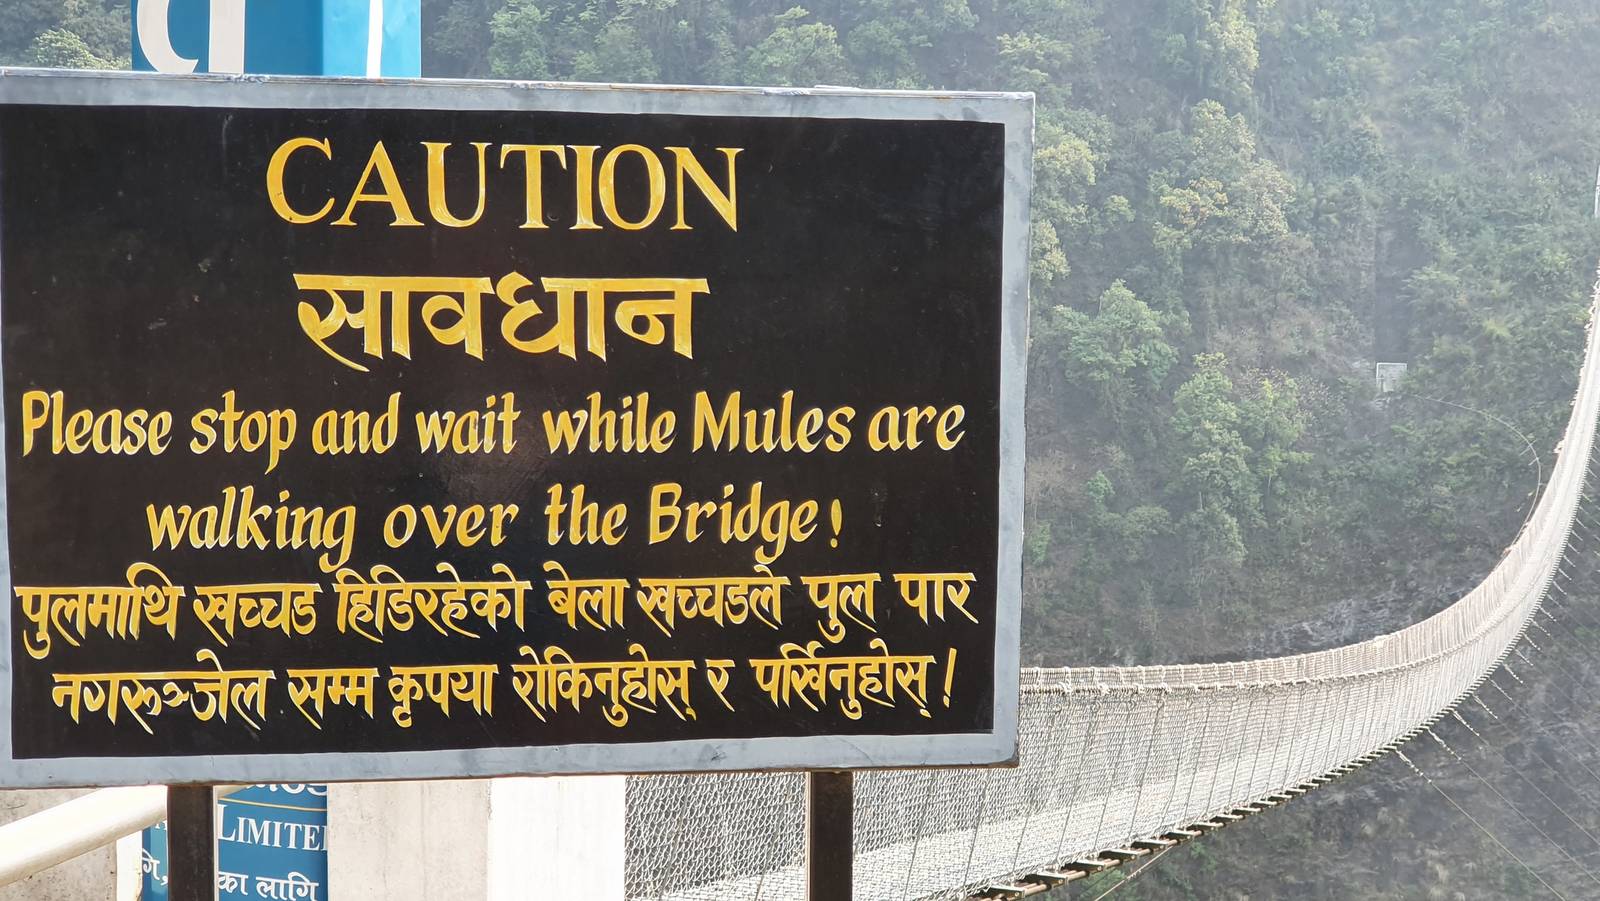 CAUTION
सावधान
Please stop and wait while Mules are
walking over the Bridge!
पुलमाथि खच्चड हिडिरहेको बेला खच्चडले पुल पार
नगरूञ्जेल सम्म कृपया रोकिनुहोस् र पर्खिनुहोस्!
LIMITE
का लागि